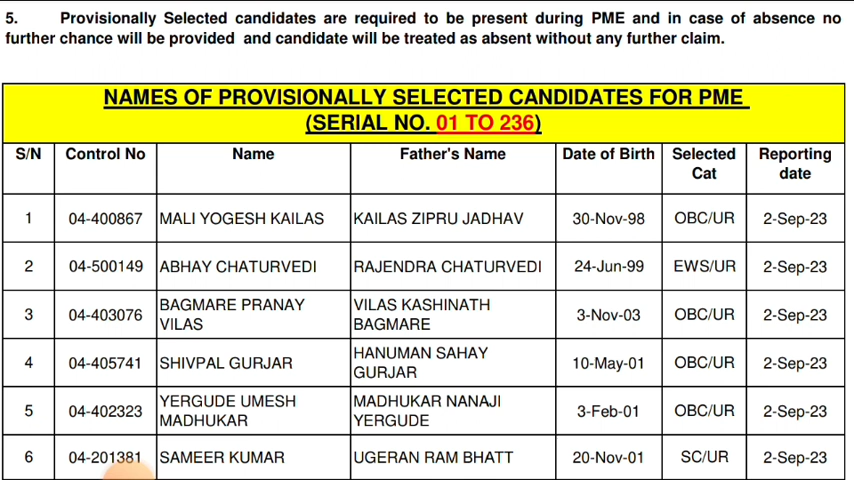 5. Provisionally Selected candidates are required to be present during PME and in case of absence no
further chance will be provided and candidate will be treated as absent without any further claim.
NAMES OF PROVISIONALLY SELECTED CANDIDATES FOR PME
(SERIAL NO. 01 TO 236)
S/N Control No Name Father's Name Date of Birth Selected Cat Reporting date
1 04-400867 MALI YOGESH KAILAS KAILAS ZIPRU JADHAV 30-Nov-98 OBC/UR 2-Sep-23
2 04-500149 ABHAY CHATURVEDI RAJENDRA CHATURVEDI 24-Jun-99 EWS/UR 2-Sep-23
3 04-403076 BAGMARE PRANAY VILAS VILAS KASHINATH BAGMARE 3-Nov-03 OBC/UR 2-Sep-23
4 04-405741 SHIVPAL GURJAR HANUMAN SAHAY GURJAR 10-May-01 OBC/UR 2-Sep-23
5 04-402323 YERGUDE UMESH MADHUKAR MADHUKAR NANAJI YERGUDE 3-Feb-01 OBC/UR 2-Sep-23
6 04-201381 SAMEER KUMAR UGERAN RAM BHATT 20-Nov-01 SC/UR 2-Sep-23